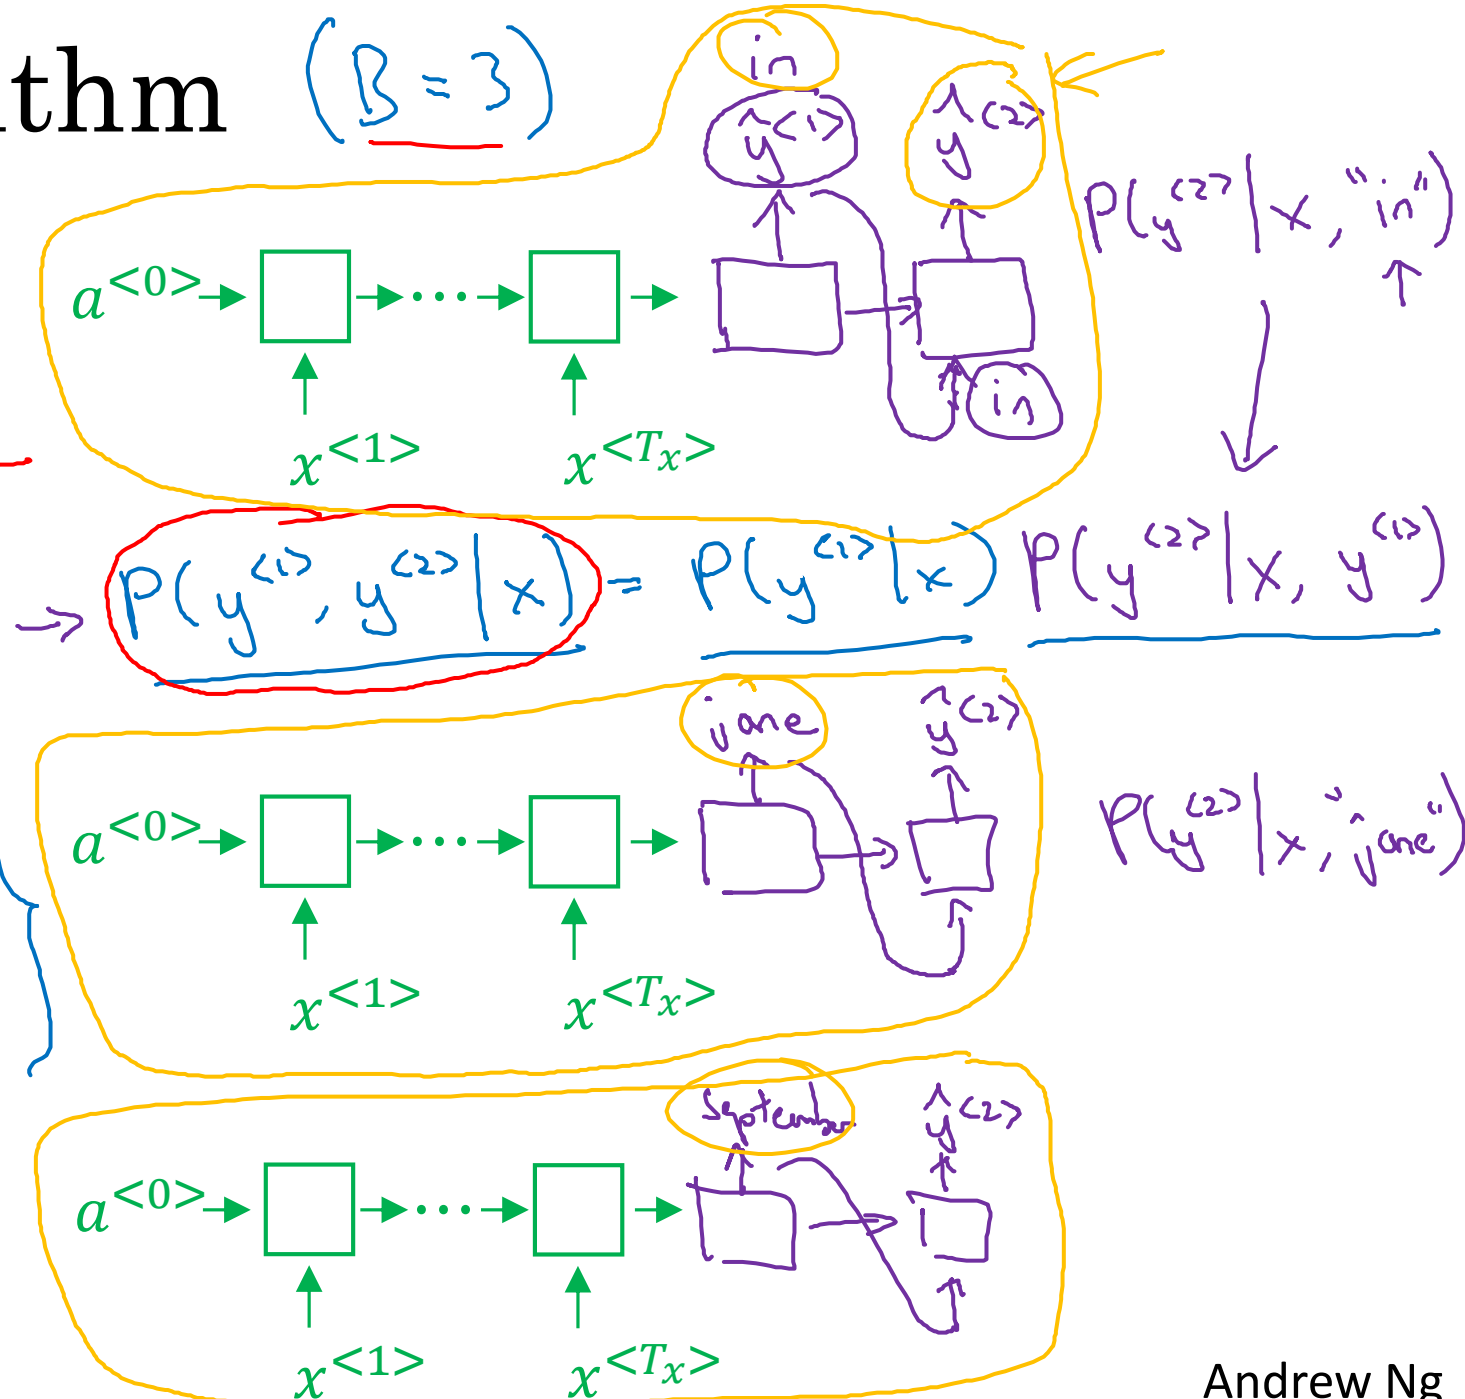 ithm (B = 3)
in
ŷ<1> ŷ<2>
P(y<2> | x, "in")
a<0> ...
in
x<1> x<Tx>
P(y<1>, y<2> | x) = P(y<1> | x) P(y<2> | x, y<1>)
jane ŷ<2>
a<0> ...
P(y<2> | x, "jane")
x<1> x<Tx>
September ŷ<2>
a<0> ...
x<1> x<Tx>
Andrew Ng